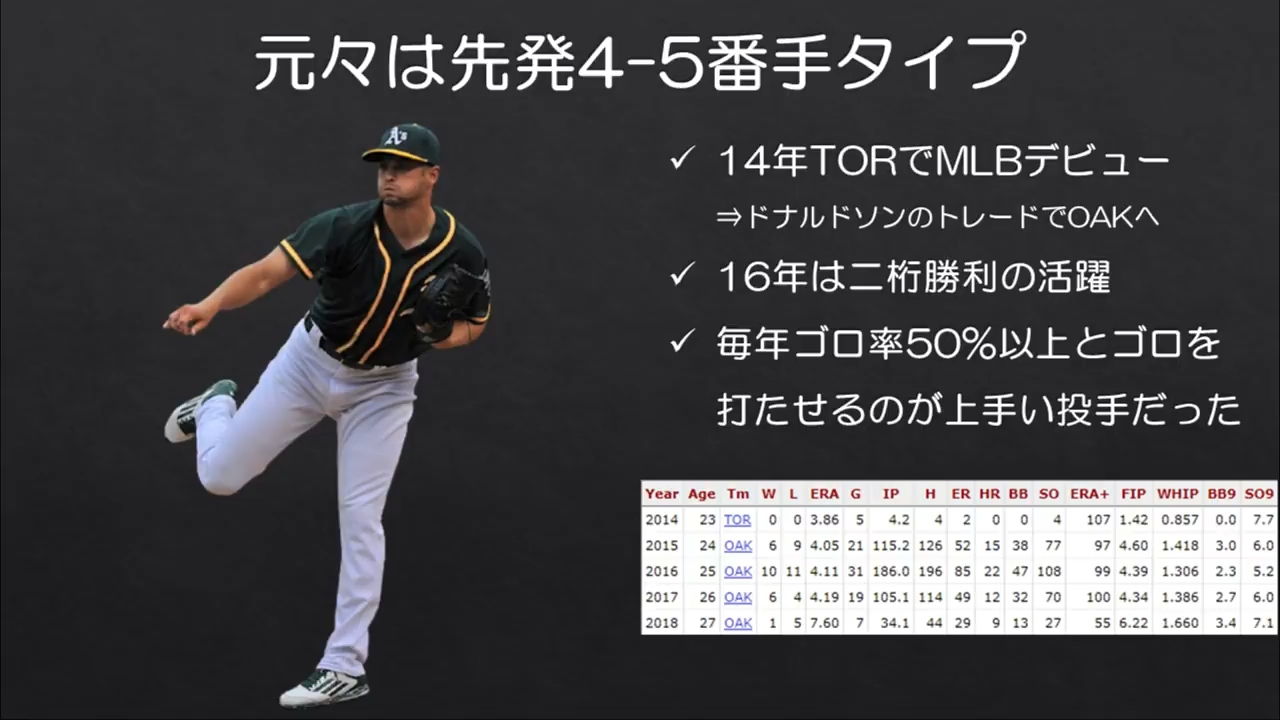 元々は先発4-5番手タイプ
A's
✓ 14年TORでMLBデビュー
⇒ドナルドソンのトレードでOAKへ
✓ 16年は二桁勝利の活躍
✓ 毎年ゴロ率50%以上とゴロを
打たせるのが上手い投手だった
Year Age Tm W L ERA G IP H ER HR BB SO ERA+ FIP WHIP BB9 SO9
2014 23 TOR 0 0 3.86 5 4.2 4 2 0 0 4 107 1.42 0.857 0.0 7.7
2015 24 OAK 6 9 4.05 21 115.2 126 52 15 38 77 97 4.60 1.418 3.0 6.0
2016 25 OAK 10 11 4.11 31 186.0 196 85 22 47 108 99 4.39 1.306 2.3 5.2
2017 26 OAK 6 4 4.19 19 105.1 114 49 12 32 70 100 4.34 1.386 2.7 6.0
2018 27 OAK 1 5 7.60 7 34.1 44 29 9 13 27 55 6.22 1.660 3.4 7.1